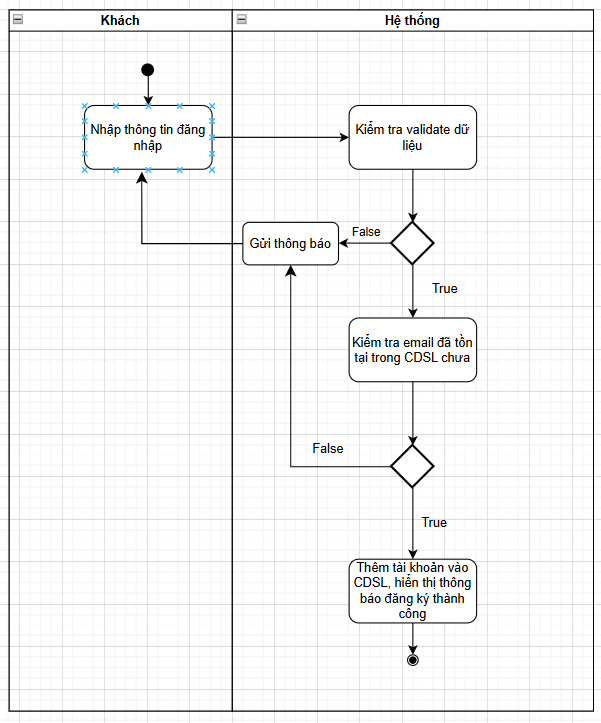 Khách
Hệ thống
Nhập thông tin đăng
nhập
Kiểm tra validate dữ
liệu
False
Gửi thông báo
True
Kiểm tra email đã tồn
tại trong CDSL chưa
False
True
Thêm tài khoản vào
CDSL, hiển thị thông
báo đăng ký thành
công